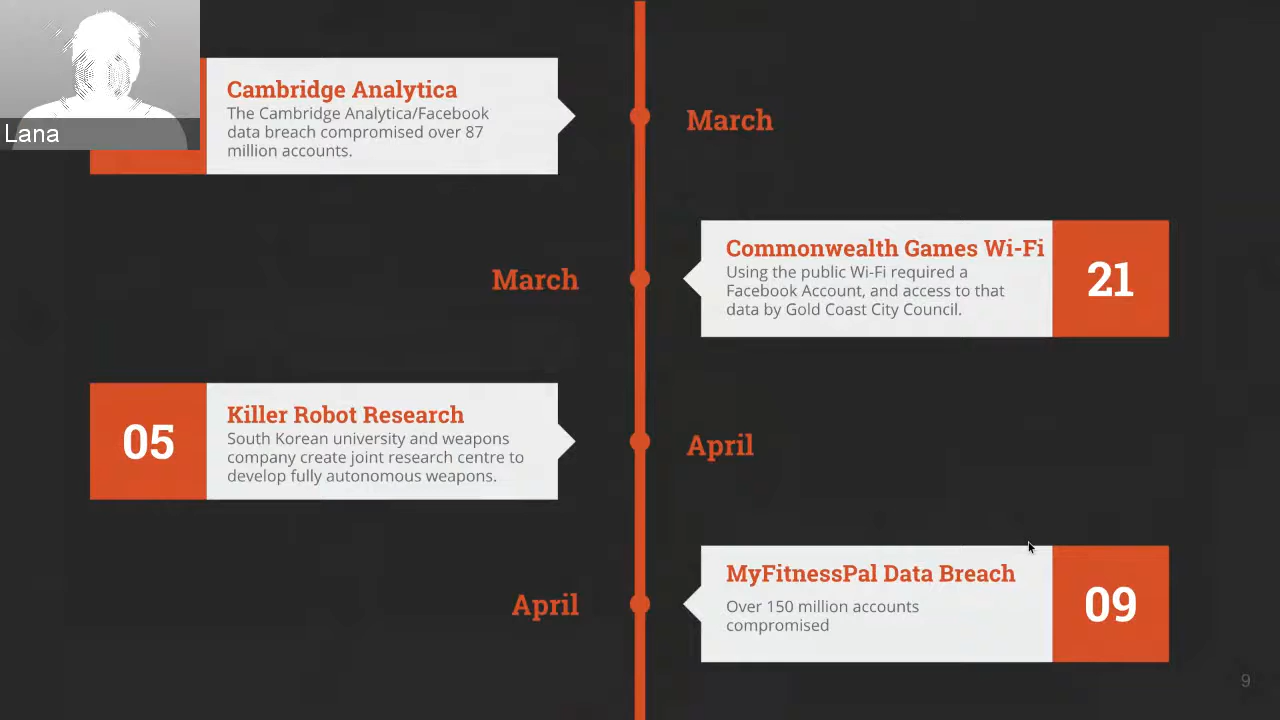 Lana
Cambridge Analytica
The Cambridge Analytica/Facebook
data breach compromised over 87
million accounts.
March
March
Commonwealth Games Wi-Fi
Using the public Wi-Fi required a
Facebook Account, and access to that
data by Gold Coast City Council.
21
05
Killer Robot Research
South Korean university and weapons
company create joint research centre to
develop fully autonomous weapons.
April
April
MyFitnessPal Data Breach
Over 150 million accounts
compromised
09
9